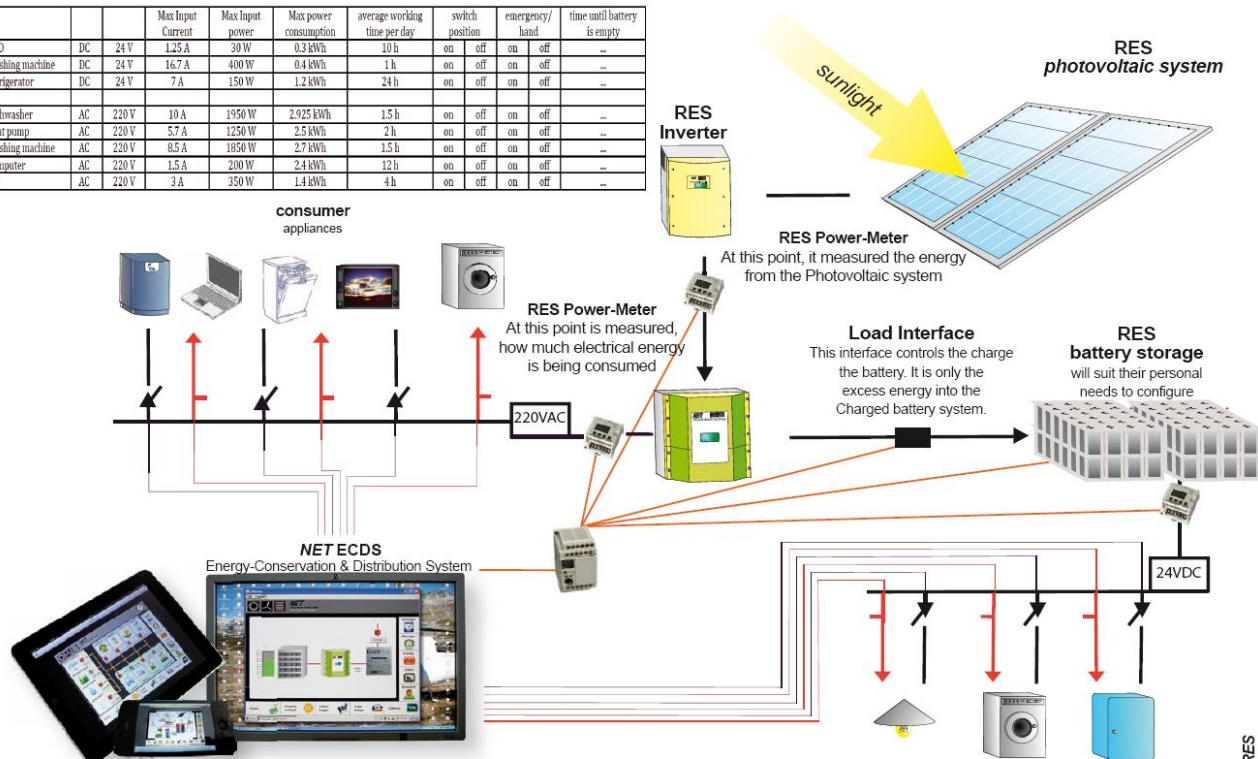 Max Input Max Input Max power average working switch emergency/ time until battery
Current power consumption time per day position hand is empty
DC 24 V 1.25 A 30 W 0.3 kWh 10 h on off on off ...
shing machine DC 24 V 16.7 A 400 W 0.4 kWh 1 h on off on off ...
rigerator DC 24 V 7 A 150 W 1.2 kWh 24 h on off on off ...
hwasher AC 220 V 10 A 1950 W 2.925 kWh 1.5 h on off on off ...
at pump AC 220 V 5.7 A 1250 W 2.5 kWh 2 h on off on off ...
shing machine AC 220 V 8.5 A 1850 W 2.7 kWh 1.5 h on off on off ...
mputer AC 220 V 1.5 A 200 W 2.4 kWh 12 h on off on off ...
AC 220 V 3 A 350 W 1.4 kWh 4 h on off on off ...
sunlight
RES
photovoltaic system
RES
Inverter
consumer
appliances
RES Power-Meter
At this point, it measured the energy
from the Photovoltaic system
RES Power-Meter
At this point is measured,
how much electrical energy
is being consumed
Load Interface
This interface controls the charge
the battery. It is only the
excess energy into the
Charged battery system.
RES
battery storage
will suit their personal
needs to configure
220VAC
NET ECDS
Energy-Conservation & Distribution System
24VDC
NET
RES